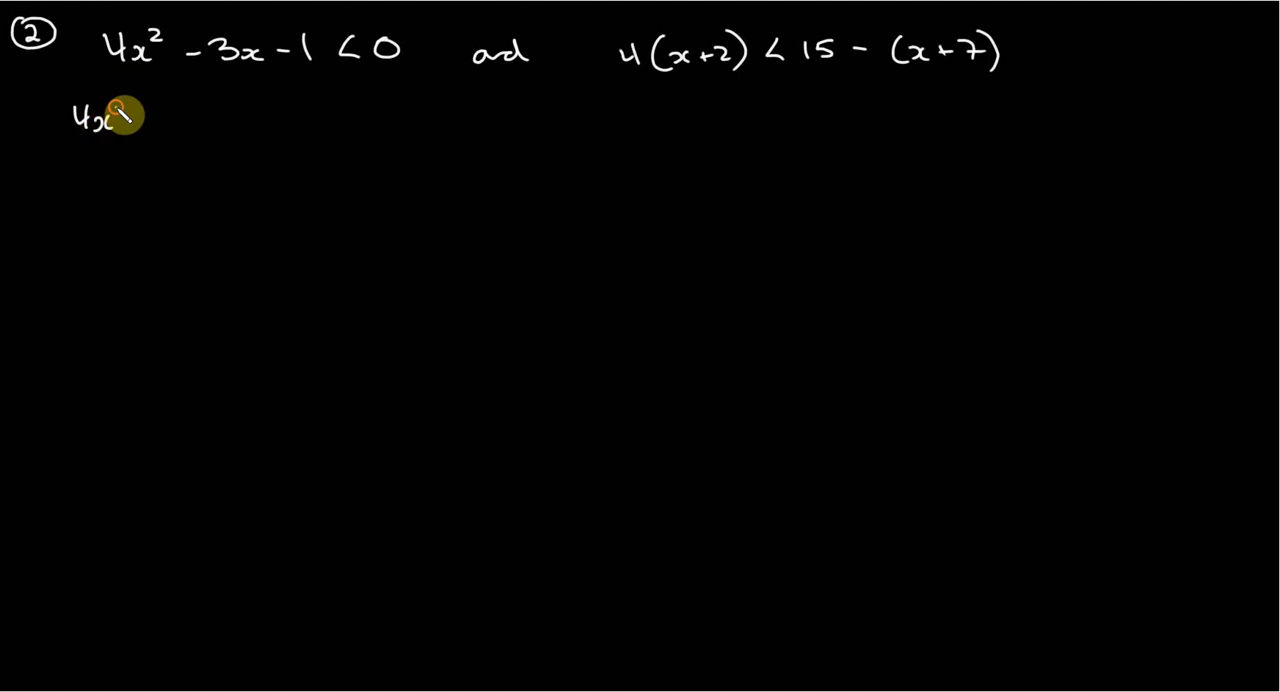 ② 4x² - 3x - 1 < 0 and 4(x+2) < 15 - (x+7)
4x